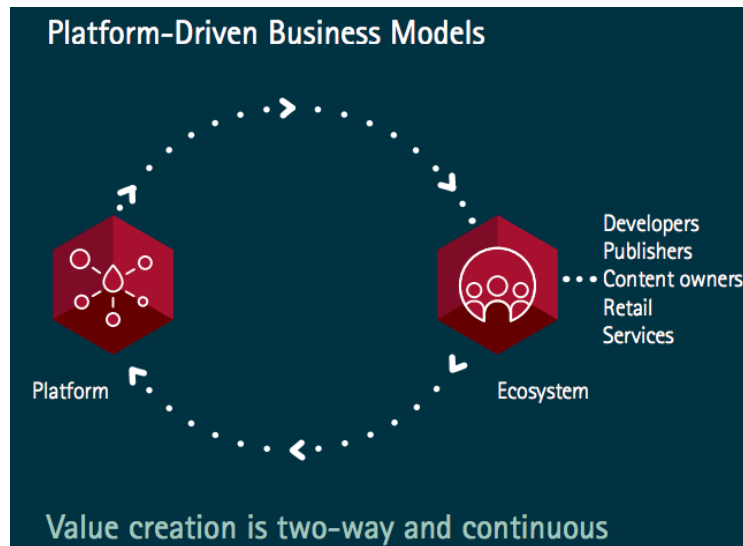 Platform-Driven Business Models
Developers
Publishers
Content owners
Retail
Services
Platform
Ecosystem
Value creation is two-way and continuous